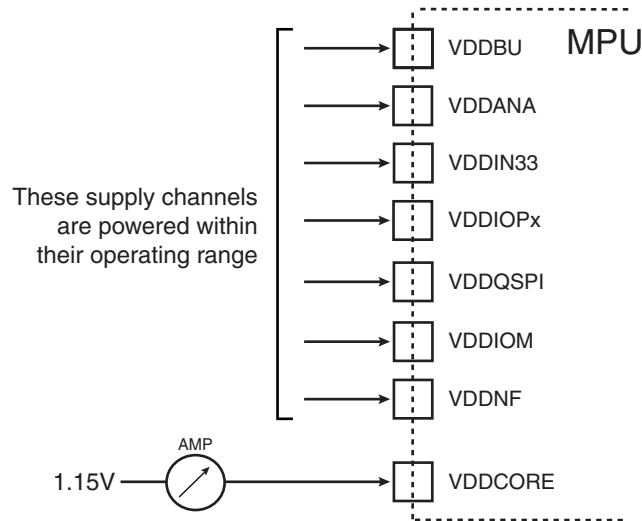 MPU
VDDBU
VDDANA
VDDIN33
These supply channels
are powered within
their operating range
VDDIOPx
VDDQSPI
VDDIOM
VDDNF
AMP
1.15V
VDDCORE